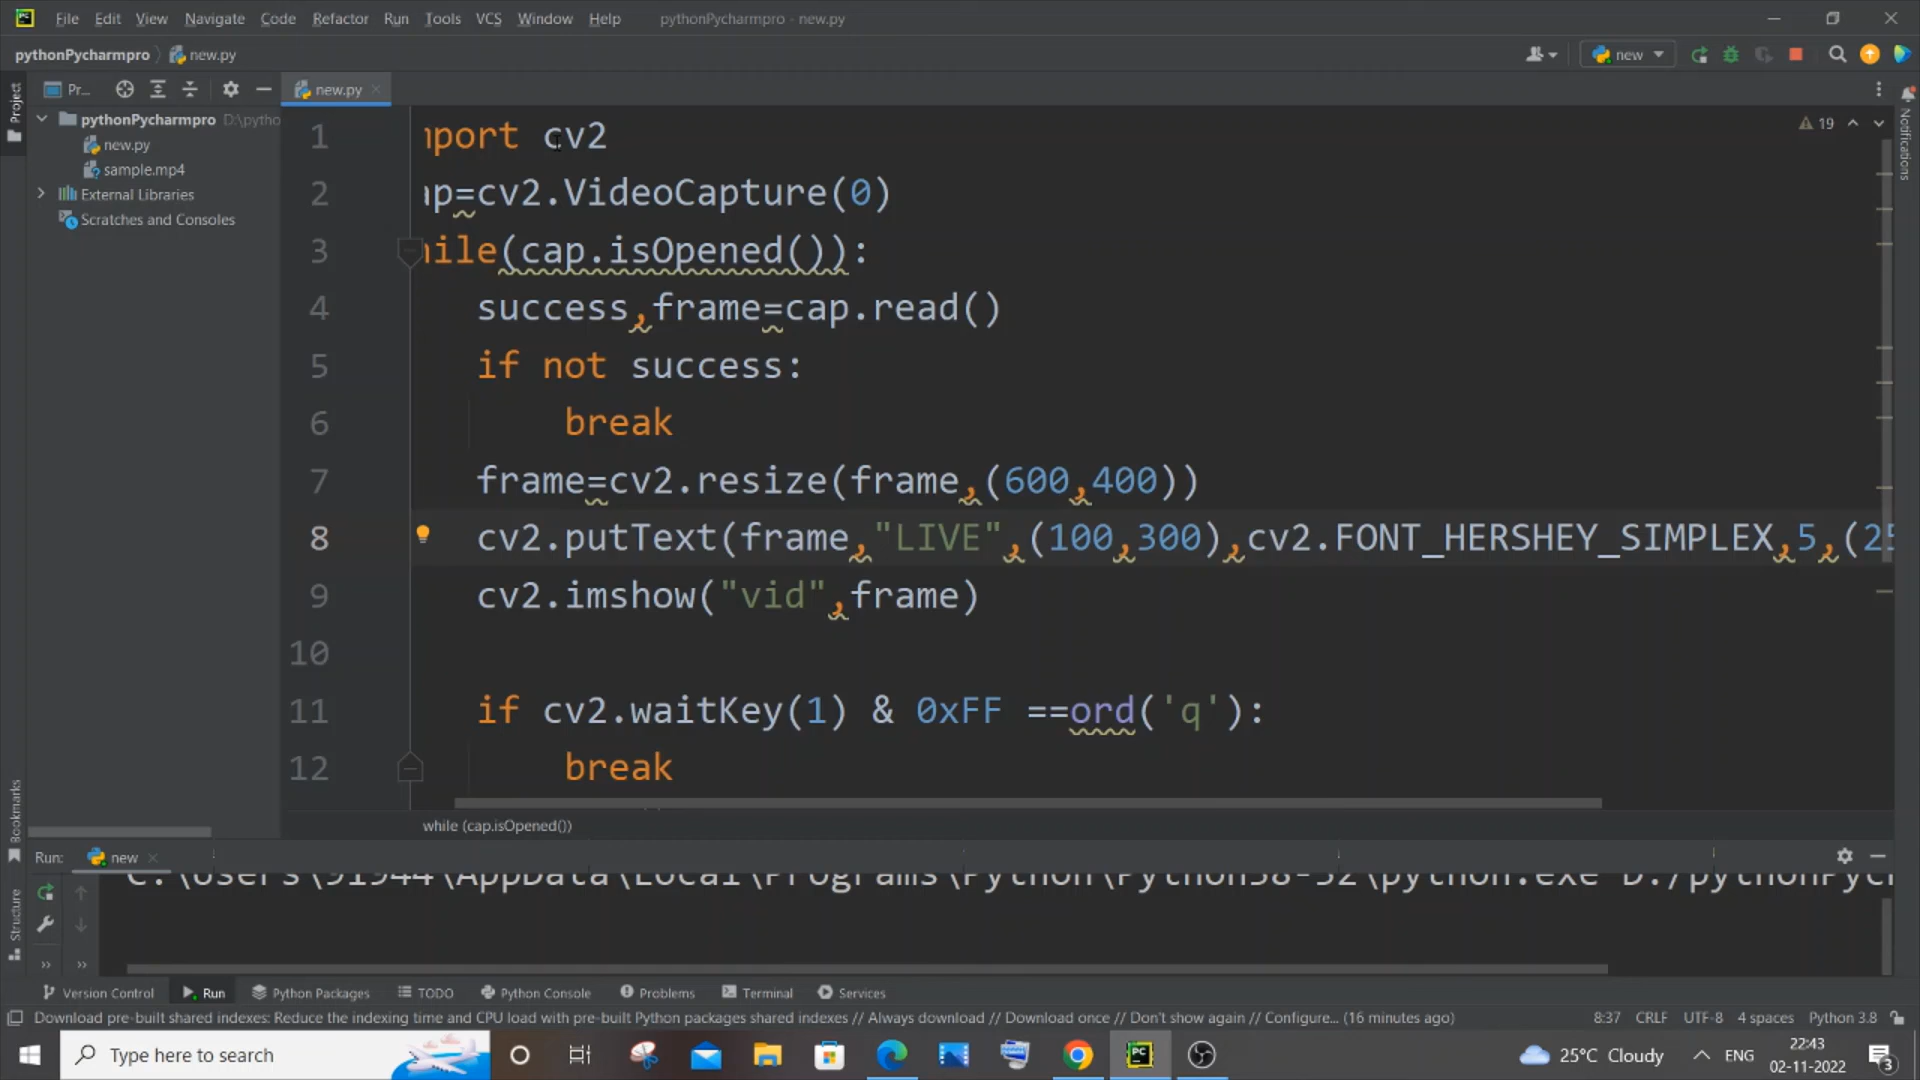 File Edit View Navigate Code Refactor Run Tools VCS Window Help pythonPycharmpro - new.py
pythonPycharmpro new.py new
Project Pr... new.py
pythonPycharmpro D:\pytho
new.py
sample.mp4
External Libraries
Scratches and Consoles
Notifications
19
1 mport cv2
2 ap=cv2.VideoCapture(0)
3 hile(cap.isOpened()):
4 success,frame=cap.read()
5 if not success:
6 break
7 frame=cv2.resize(frame,(600,400))
8 cv2.putText(frame,"LIVE",(100,300),cv2.FONT_HERSHEY_SIMPLEX,5,(25
9 cv2.imshow("vid",frame)
10
11 if cv2.waitKey(1) & 0xFF ==ord('q'):
12 break
while (cap.isOpened())
Bookmarks
Structure
Run: new
C:\Users\91944\AppData\Local\Programs\Python\Python38-32\python.exe D:/pythonPyc
Version Control Run Python Packages TODO Python Console Problems Terminal Services
Download pre-built shared indexes: Reduce the indexing time and CPU load with pre-built Python packages shared indexes // Always download // Download once // Don't show again // Configure... (16 minutes ago) 8:37 CRLF UTF-8 4 spaces Python 3.8
Type here to search 25°C Cloudy ENG 22:43
02-11-2022 3